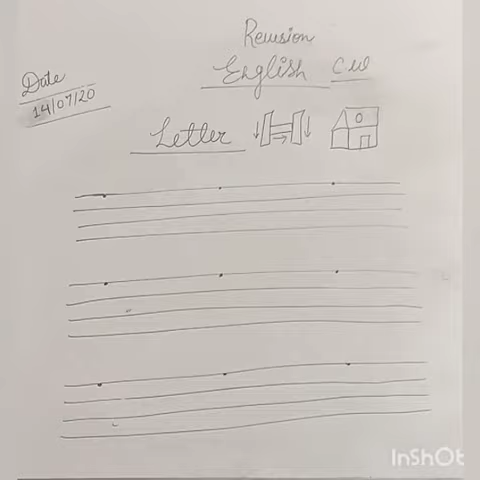 Revision
English CW
Date
14/07/20
Letter H
InShOt